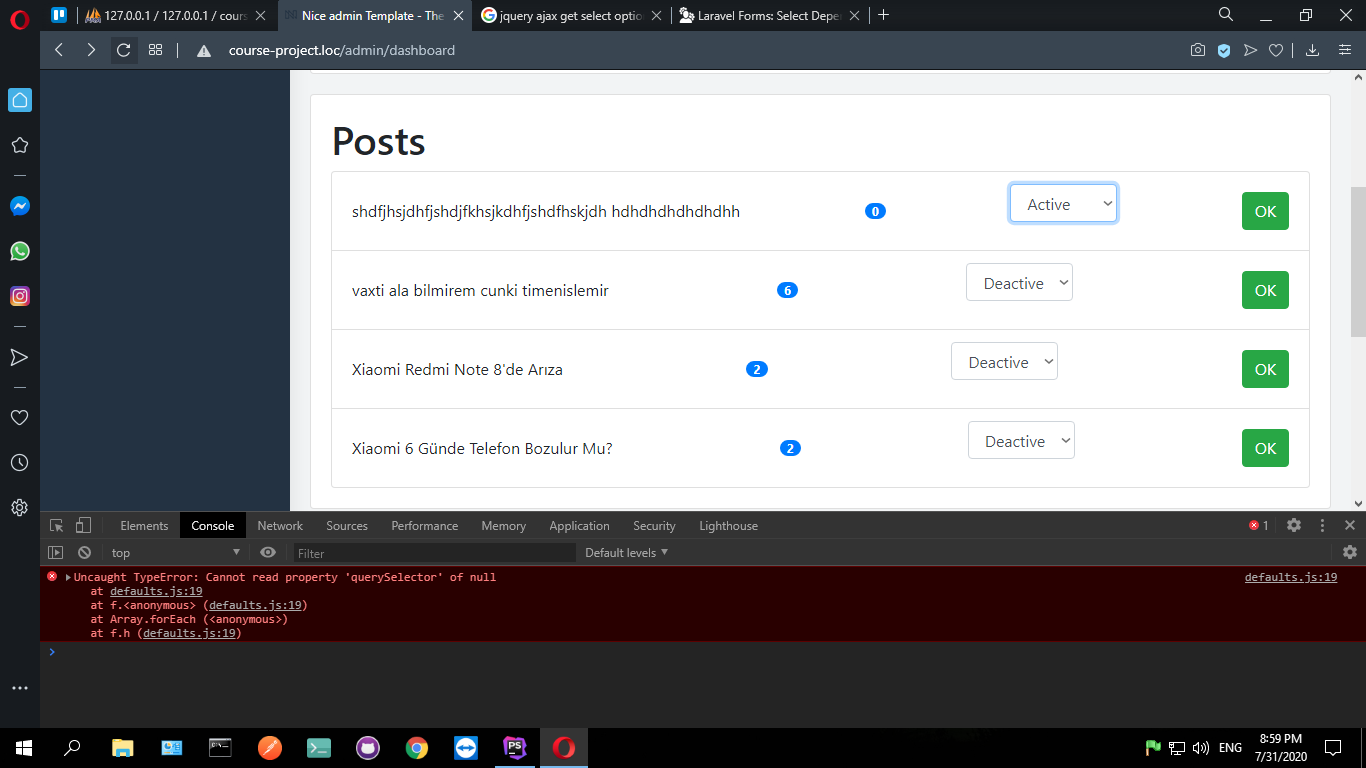 127.0.0.1 / 127.0.0.1 / cours
Nice admin Template - The
jquery ajax get select optio
Laravel Forms: Select Depe
course-project.loc/admin/dashboard
Posts
shdfjhsjdhfjshdjfkhsjkdhfjshdfhskjdh hdhdhdhdhdhdhh 0 Active OK
vaxti ala bilmirem cunki timenislemir 6 Deactive OK
Xiaomi Redmi Note 8'de Arıza 2 Deactive OK
Xiaomi 6 Günde Telefon Bozulur Mu? 2 Deactive OK
Elements Console Network Sources Performance Memory Application Security Lighthouse 1
top Filter Default levels
Uncaught TypeError: Cannot read property 'querySelector' of null defaults.js:19
at defaults.js:19
at f.<anonymous> (defaults.js:19)
at Array.forEach (<anonymous>)
at f.h (defaults.js:19)
PS
ENG
8:59 PM
7/31/2020